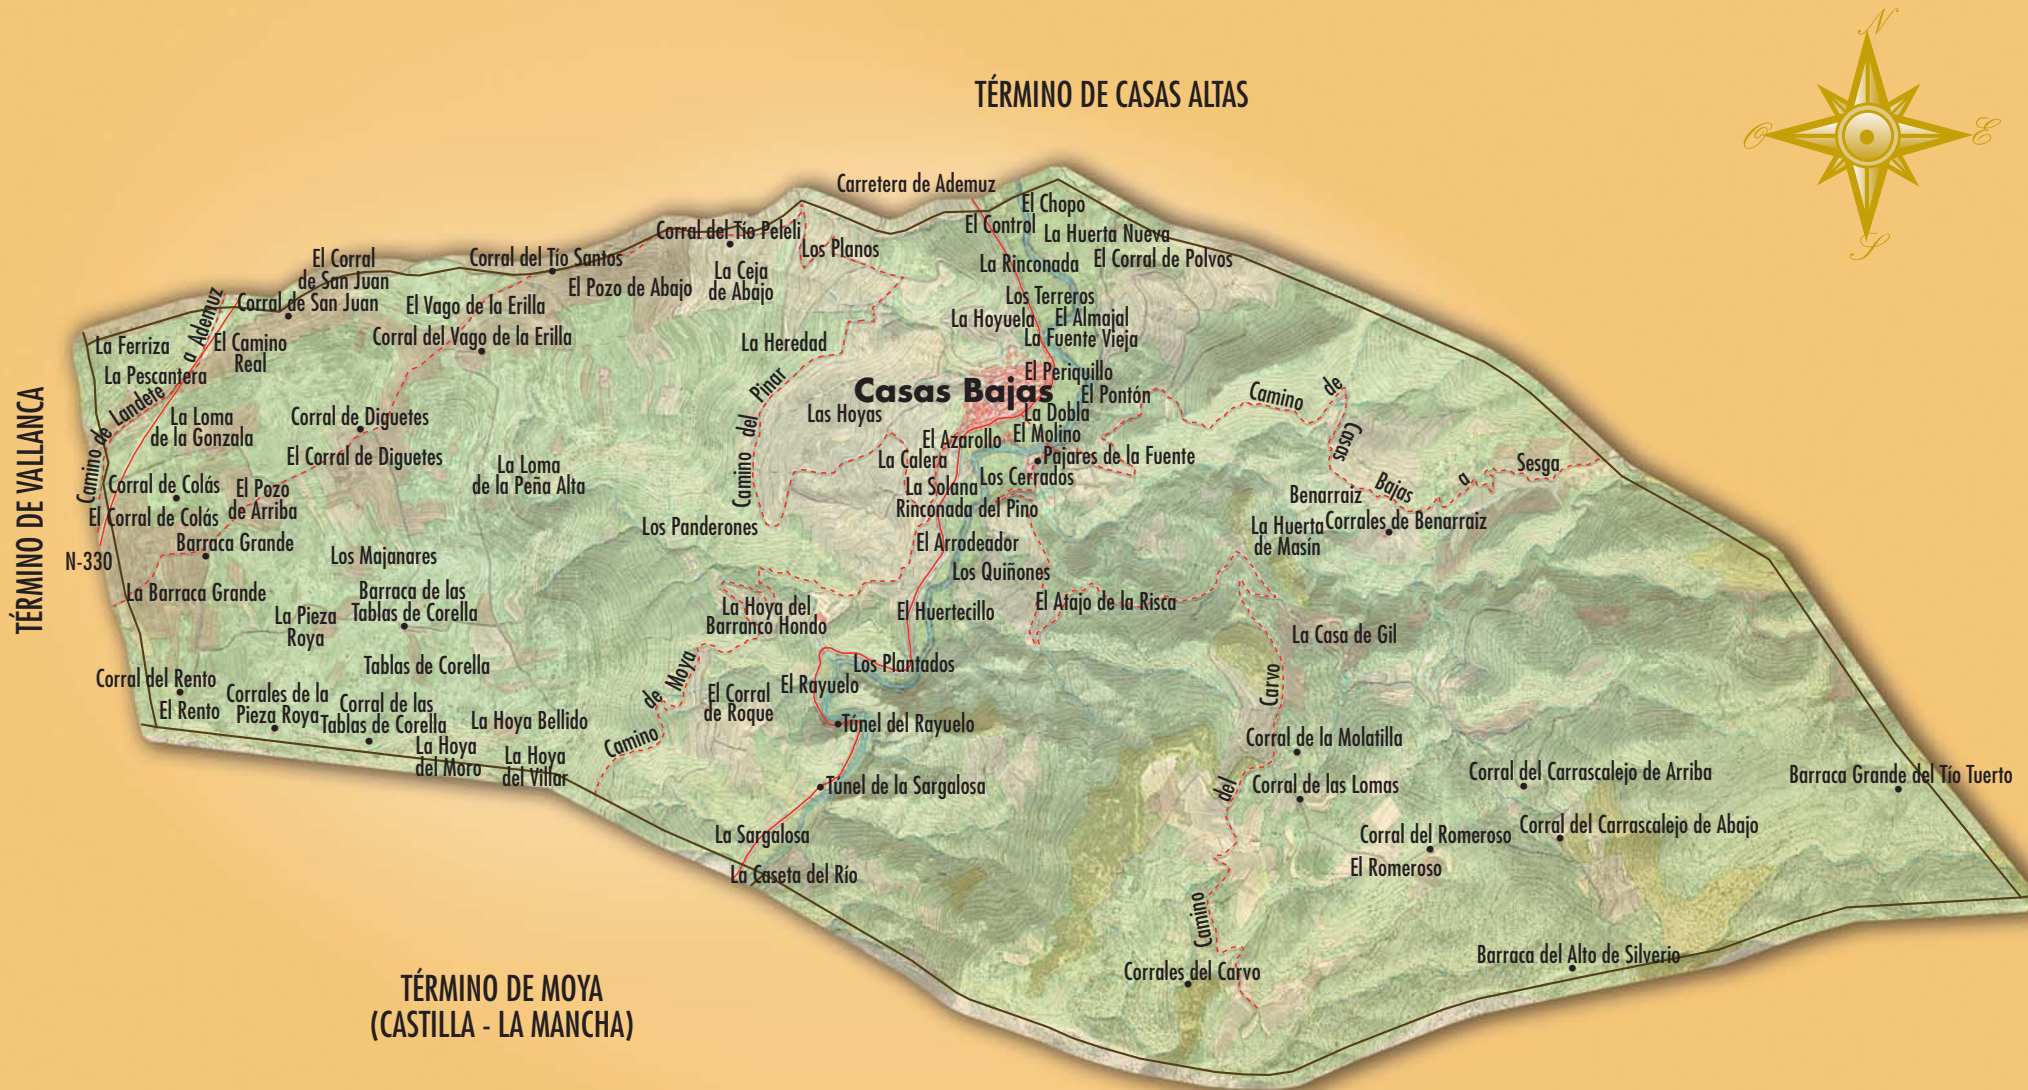 N
O
E
S
TÉRMINO DE CASAS ALTAS
TÉRMINO DE VALLANCA
TÉRMINO DE MOYA
(CASTILLA - LA MANCHA)
Carretera de Ademuz
El Chopo
El Control
La Huerta Nueva
El Corral de Polvos
La Rinconada
Los Terreros
La Hoyuela
El Almajal
La Fuente Vieja
El Periquillo
Casas Bajas
El Pontón
La Dobla
El Molino
El Azarollo
Pajares de la Fuente
La Calera
Los Cerrados
La Solana
Rinconada del Pino
El Arrodeador
Los Quiñones
El Huertecillo
El Atajo de la Risca
Los Plantados
El Rayuelo
Túnel del Rayuelo
Túnel de la Sargalosa
La Sargalosa
La Caseta del Río
Corral del Tío Peleli
Los Planos
La Ceja
de Abajo
Corral del Tío Santos
El Pozo de Abajo
El Corral
de San Juan
Corral de San Juan
El Vago de la Erilla
Corral del Vago de la Erilla
La Heredad
Camino del Pinar
Las Hoyas
La Ferriza
El Camino
Real
La Pescantera
Camino de Landete a Ademuz
La Loma
de la Gonzala
Corral de Diguetes
El Corral de Diguetes
La Loma
de la Peña Alta
Corral de Colás
El Pozo
de Arriba
El Corral de Colás
Los Panderones
Barraca Grande
Los Majanares
N-330
La Barraca Grande
Barraca de las
Tablas de Corella
La Pieza
Roya
La Hoya del
Barranco Hondo
Tablas de Corella
Corral del Rento
El Rento
Corrales de la
Pieza Roya
Corral de las
Tablas de Corella
La Hoya Bellido
La Hoya
del Moro
La Hoya
del Villar
Camino de Moya
El Corral
de Roque
Camino de Casas Bajas a Sesga
Benarraiz
Corrales de Benarraiz
La Huerta
de Masín
La Casa de Gil
Camino del Carvo
Corral de la Molatilla
Corral de las Lomas
Corral del Carrascalejo de Arriba
Barraca Grande del Tío Tuerto
Corral del Romeroso
Corral del Carrascalejo de Abajo
El Romeroso
Barraca del Alto de Silverio
Corrales del Carvo